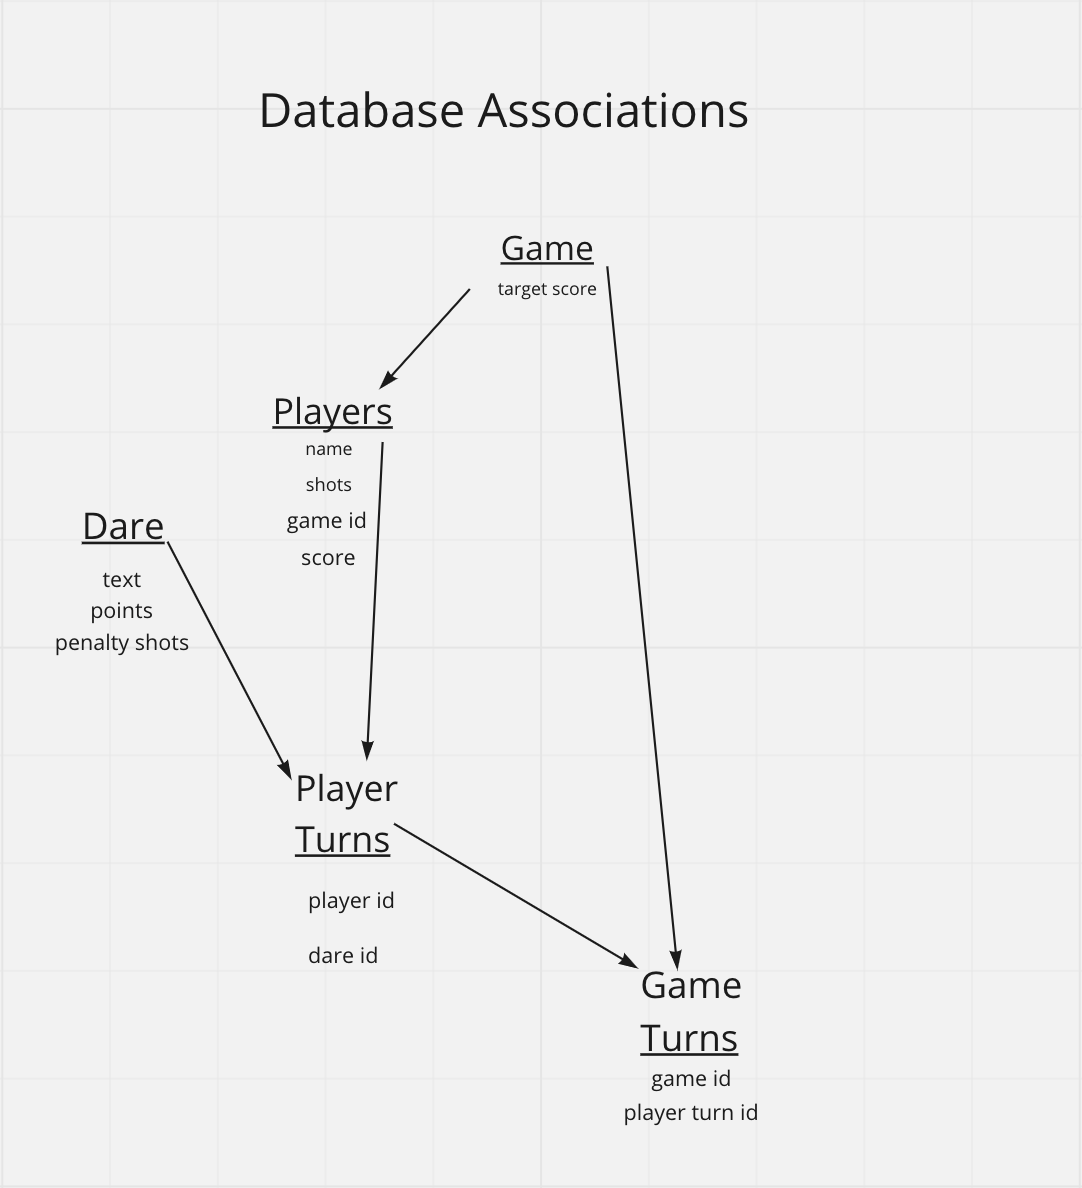 Database Associations
Game
target score
Players
name
shots
game id
score
Dare
text
points
penalty shots
Player
Turns
player id
dare id
Game
Turns
game id
player turn id